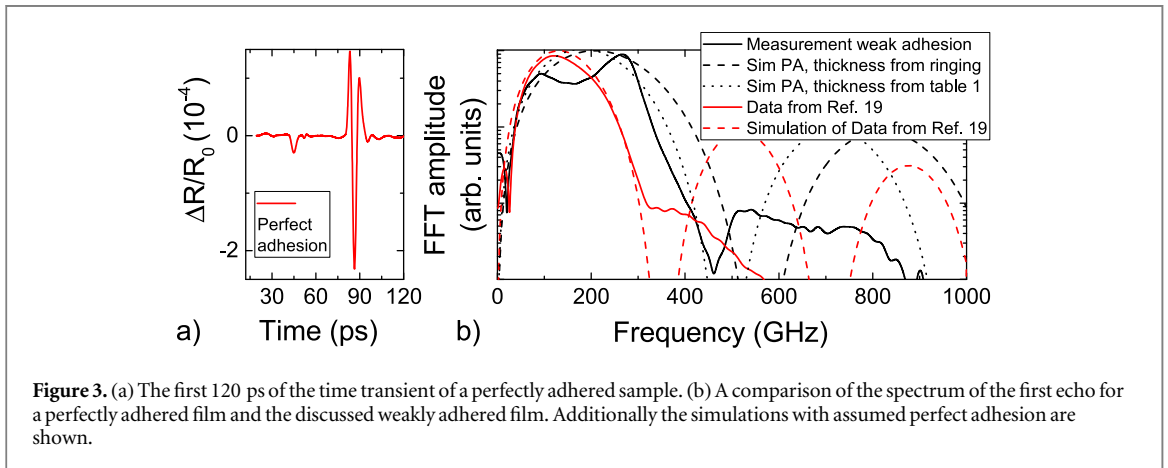 ΔR/R₀ (10⁻⁴)
0
-2
Perfect
adhesion
30 60 90 120
a) Time (ps)
b)
FFT amplitude
(arb. units)
Measurement weak adhesion
Sim PA, thickness from ringing
Sim PA, thickness from table 1
Data from Ref. 19
Simulation of Data from Ref. 19
0 200 400 600 800 1000
Frequency (GHz)
Figure 3. (a) The first 120 ps of the time transient of a perfectly adhered sample. (b) A comparison of the spectrum of the first echo for
a perfectly adhered film and the discussed weakly adhered film. Additionally the simulations with assumed perfect adhesion are
shown.